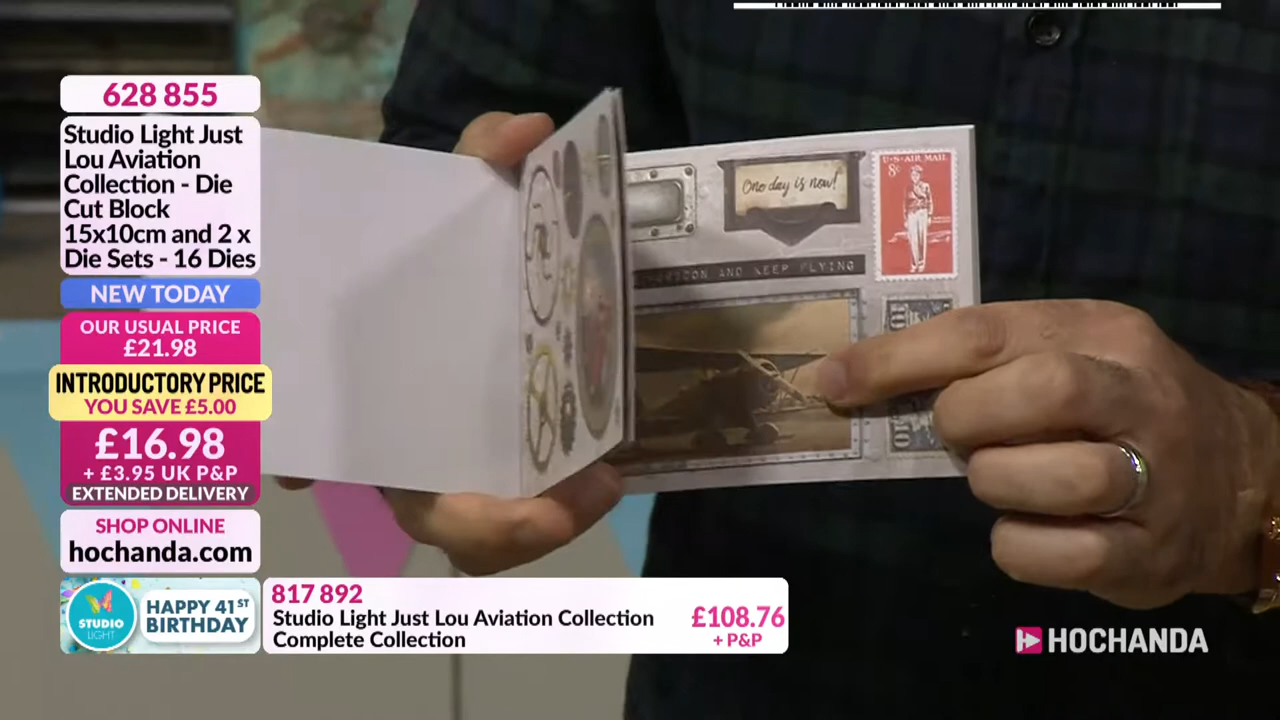 628 855
Studio Light Just
Lou Aviation
Collection - Die
Cut Block
15x10cm and 2 x
Die Sets - 16 Dies
NEW TODAY
OUR USUAL PRICE
£21.98
INTRODUCTORY PRICE
YOU SAVE £5.00
£16.98
+ £3.95 UK P&P
EXTENDED DELIVERY
SHOP ONLINE
hochanda.com
STUDIO
LIGHT
HAPPY 41ST
BIRTHDAY
817 892
Studio Light Just Lou Aviation Collection
Complete Collection
£108.76
+ P&P
HOCHANDA
One day is now!
U·S·AIR MAIL
8c
AND KEEP FLYING
10